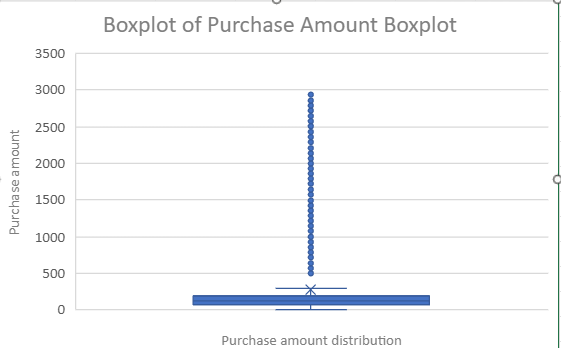 Boxplot of Purchase Amount Boxplot
3500
3000
2500
2000
1500
1000
500
0
Purchase amount
Purchase amount distribution